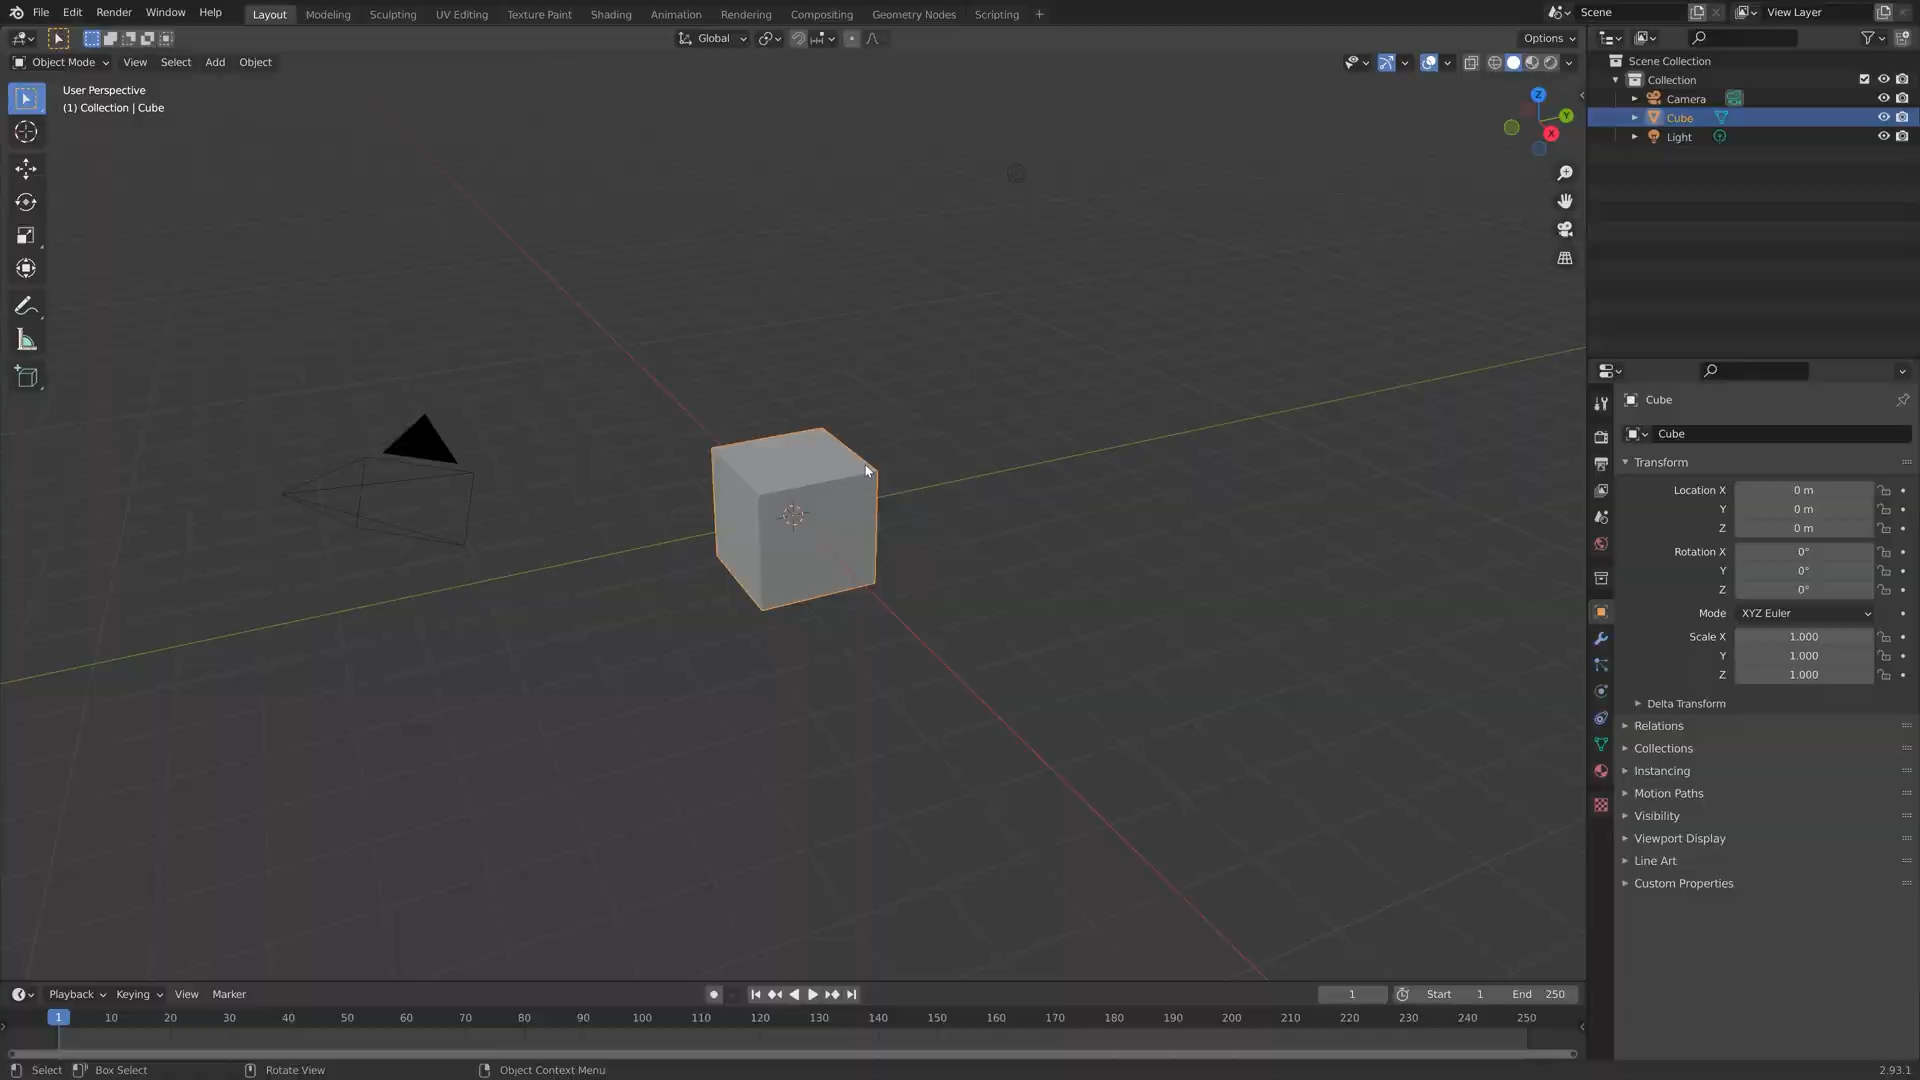 File Edit Render Window Help Layout Modeling Sculpting UV Editing Texture Paint Shading Animation Rendering Compositing Geometry Nodes Scripting + Scene View Layer
Global Options
Object Mode View Select Add Object
User Perspective
(1) Collection | Cube
Z
Y
X
Scene Collection
Collection
Camera
Cube
Light
Cube
Cube
Transform
Location X 0 m
Y 0 m
Z 0 m
Rotation X 0°
Y 0°
Z 0°
Mode XYZ Euler
Scale X 1.000
Y 1.000
Z 1.000
Delta Transform
Relations
Collections
Instancing
Motion Paths
Visibility
Viewport Display
Line Art
Custom Properties
Playback Keying View Marker 1 Start 1 End 250
1 10 20 30 40 50 60 70 80 90 100 110 120 130 140 150 160 170 180 190 200 210 220 230 240 250
Select Box Select Rotate View Object Context Menu 2.93.1